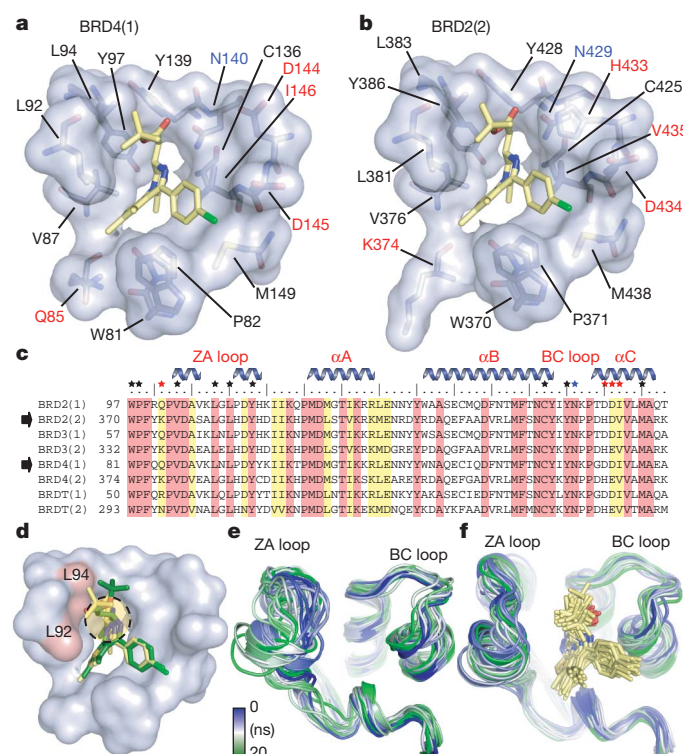 a
BRD4(1)
L94
Y97
Y139
N140
C136
D144
I146
L92
V87
D145
Q85
W81
P82
M149
b
BRD2(2)
L383
Y428
N429
H433
Y386
C425
V435
L381
V376
D434
K374
W370
P371
M438
c
ZA loop αA αB BC loop αC
BRD2(1) 97 WPFRQPVDAVKLGLPDYHKIIKQPMDMGTIKRRLENNYYWAASECMQDFNTMFTNCYIYNKPTDDIVLMAQT
BRD2(2) 370 WPFYKPVDASALGLHDYHDIIKHPMDLSTVKRKMENRDYRDAQEFAADVRLMFSNCYKYNPPDHDVVAMARK
BRD3(1) 57 WPFYQPVDAIKLNLPDYHKIIKNPMDMGTIKKRLENNYYWSASECMQDFNTMFTNCYIYNKPTDDIVLMAQA
BRD3(2) 332 WPFYKPVDAEALELHDYHDIIKHPMDLSTVKRKMDGREYPDAQGFAADVRLMFSNCYKYNPPDHEVVAMARK
BRD4(1) 81 WPFQQPVDAVKLNLPDYYKIIKTPMDMGTIKKRLENNYYWNAQECIQDFNTMFTNCYIYNKPGDDIVLMAEA
BRD4(2) 374 WPFYKPVDVEALGLHDYCDIIKHPMDMSTIKSKLEAREYRDAQEFGADVRLMFSNCYKYNPPDHEVVAMARK
BRDT(1) 50 WPFQRPVDAVKLQLPDYYTIIKNPMDLNTIKKRLENKYYAKASECIEDFNTMFSNCYLYNKPGDDIVLMAQA
BRDT(2) 293 WPFYNPVDVNALGLHNYYDVVKNPMDLGTIKEKMDNQEYKDAYKFAADVRLMFMNCYKYNPPDHEVVTMARM
d
L94
L92
e
ZA loop
BC loop
0
(ns)
20
f
ZA loop
BC loop